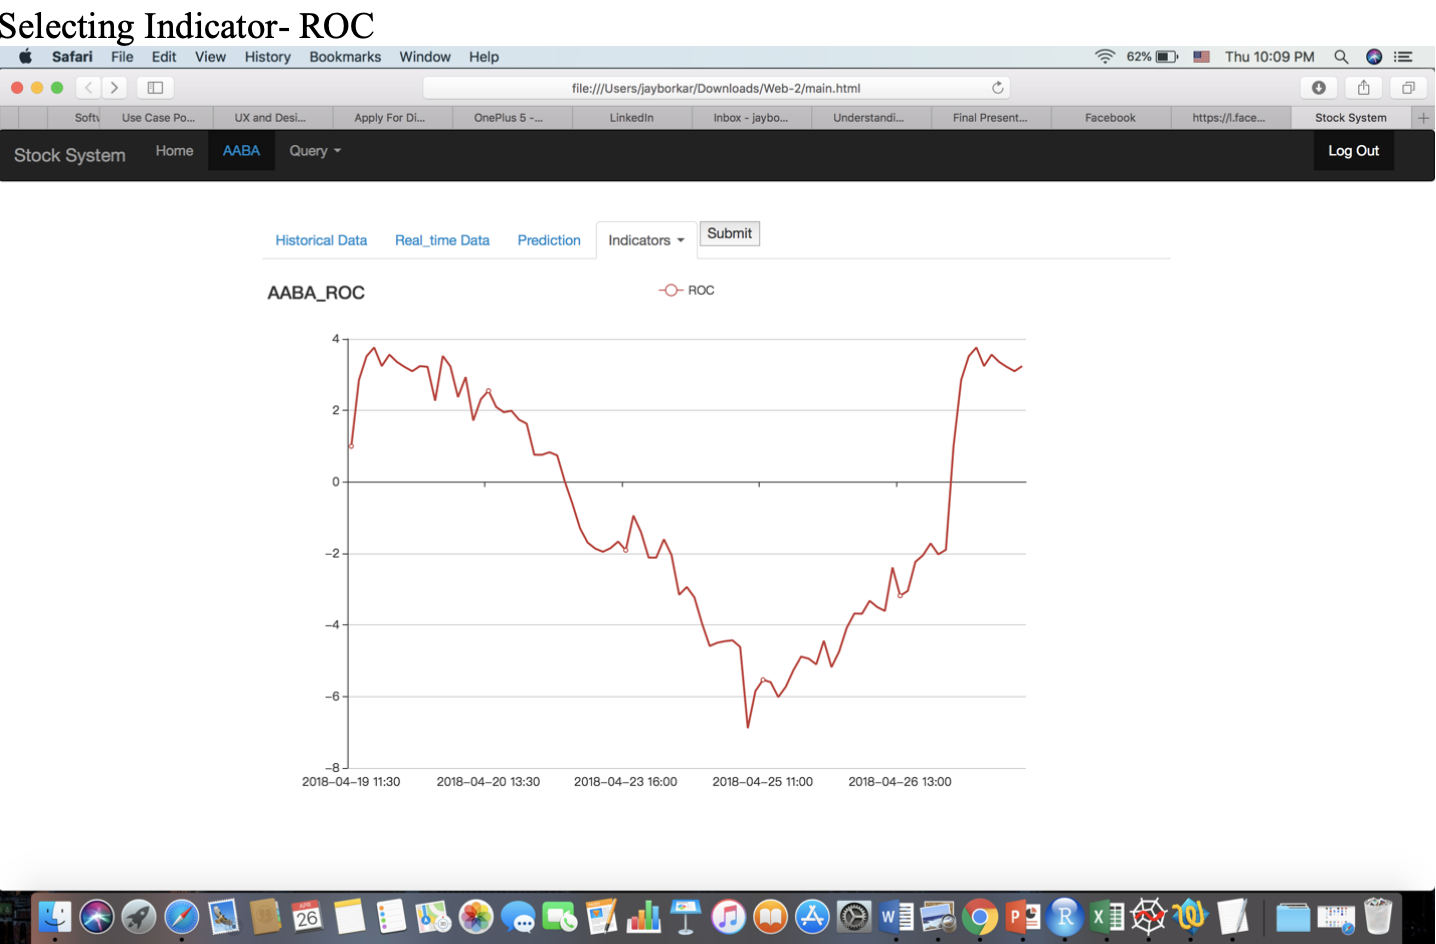 Selecting Indicator- ROC
Safari File Edit View History Bookmarks Window Help 62% Thu 10:09 PM
file:///Users/jayborkar/Downloads/Web-2/main.html
Softw Use Case Po... UX and Desi... Apply For Di... OnePlus 5 -... LinkedIn Inbox - jaybo... Understandi... Final Present... Facebook https://l.face... Stock System +
Stock System Home AABA Query Log Out
Historical Data Real_time Data Prediction Indicators Submit
AABA_ROC ROC
4
2
0
-2
-4
-6
-8
2018-04-19 11:30 2018-04-20 13:30 2018-04-23 16:00 2018-04-25 11:00 2018-04-26 13:00
APR
26
W P R X